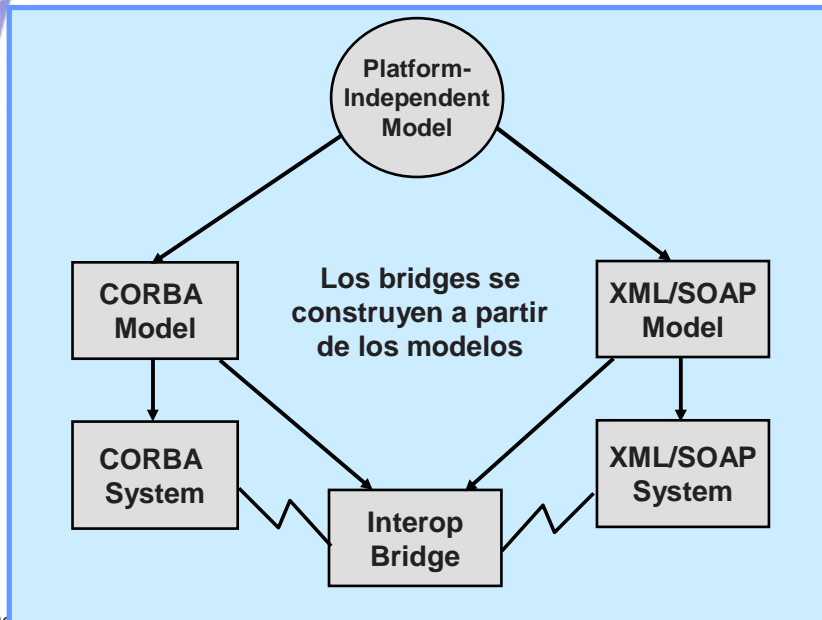 Platform-
Independent
Model
CORBA
Model
Los bridges se
construyen a partir
de los modelos
XML/SOAP
Model
CORBA
System
XML/SOAP
System
Interop
Bridge